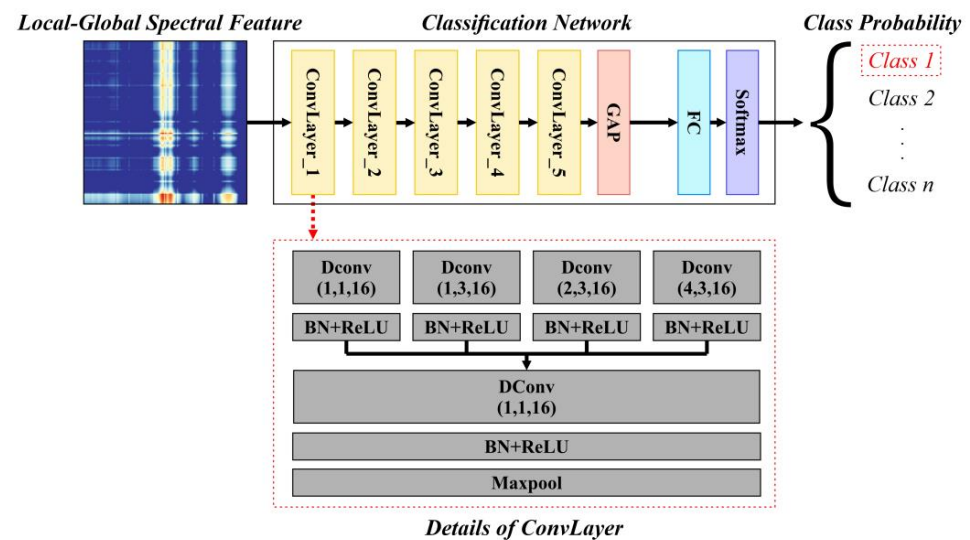 Local-Global Spectral Feature
Classification Network
Class Probability
ConvLayer_1
ConvLayer_2
ConvLayer_3
ConvLayer_4
ConvLayer_5
GAP
FC
Softmax
Class 1
Class 2
.
.
.
Class n
Dconv
(1,1,16)
Dconv
(1,3,16)
Dconv
(2,3,16)
Dconv
(4,3,16)
BN+ReLU
BN+ReLU
BN+ReLU
BN+ReLU
DConv
(1,1,16)
BN+ReLU
Maxpool
Details of ConvLayer